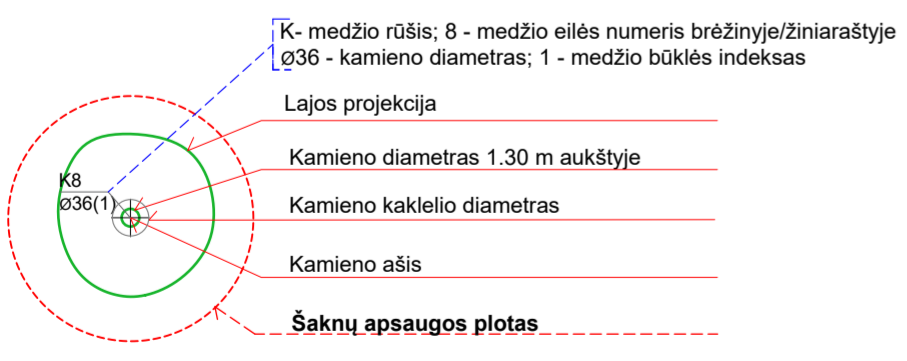 K- medžio rūšis; 8 - medžio eilės numeris brėžinyje/žiniaraštyje
Ø36 - kamieno diametras; 1 - medžio būklės indeksas
Lajos projekcija
Kamieno diametras 1.30 m aukštyje
K8
Ø36(1)
Kamieno kaklelio diametras
Kamieno ašis
Šaknų apsaugos plotas